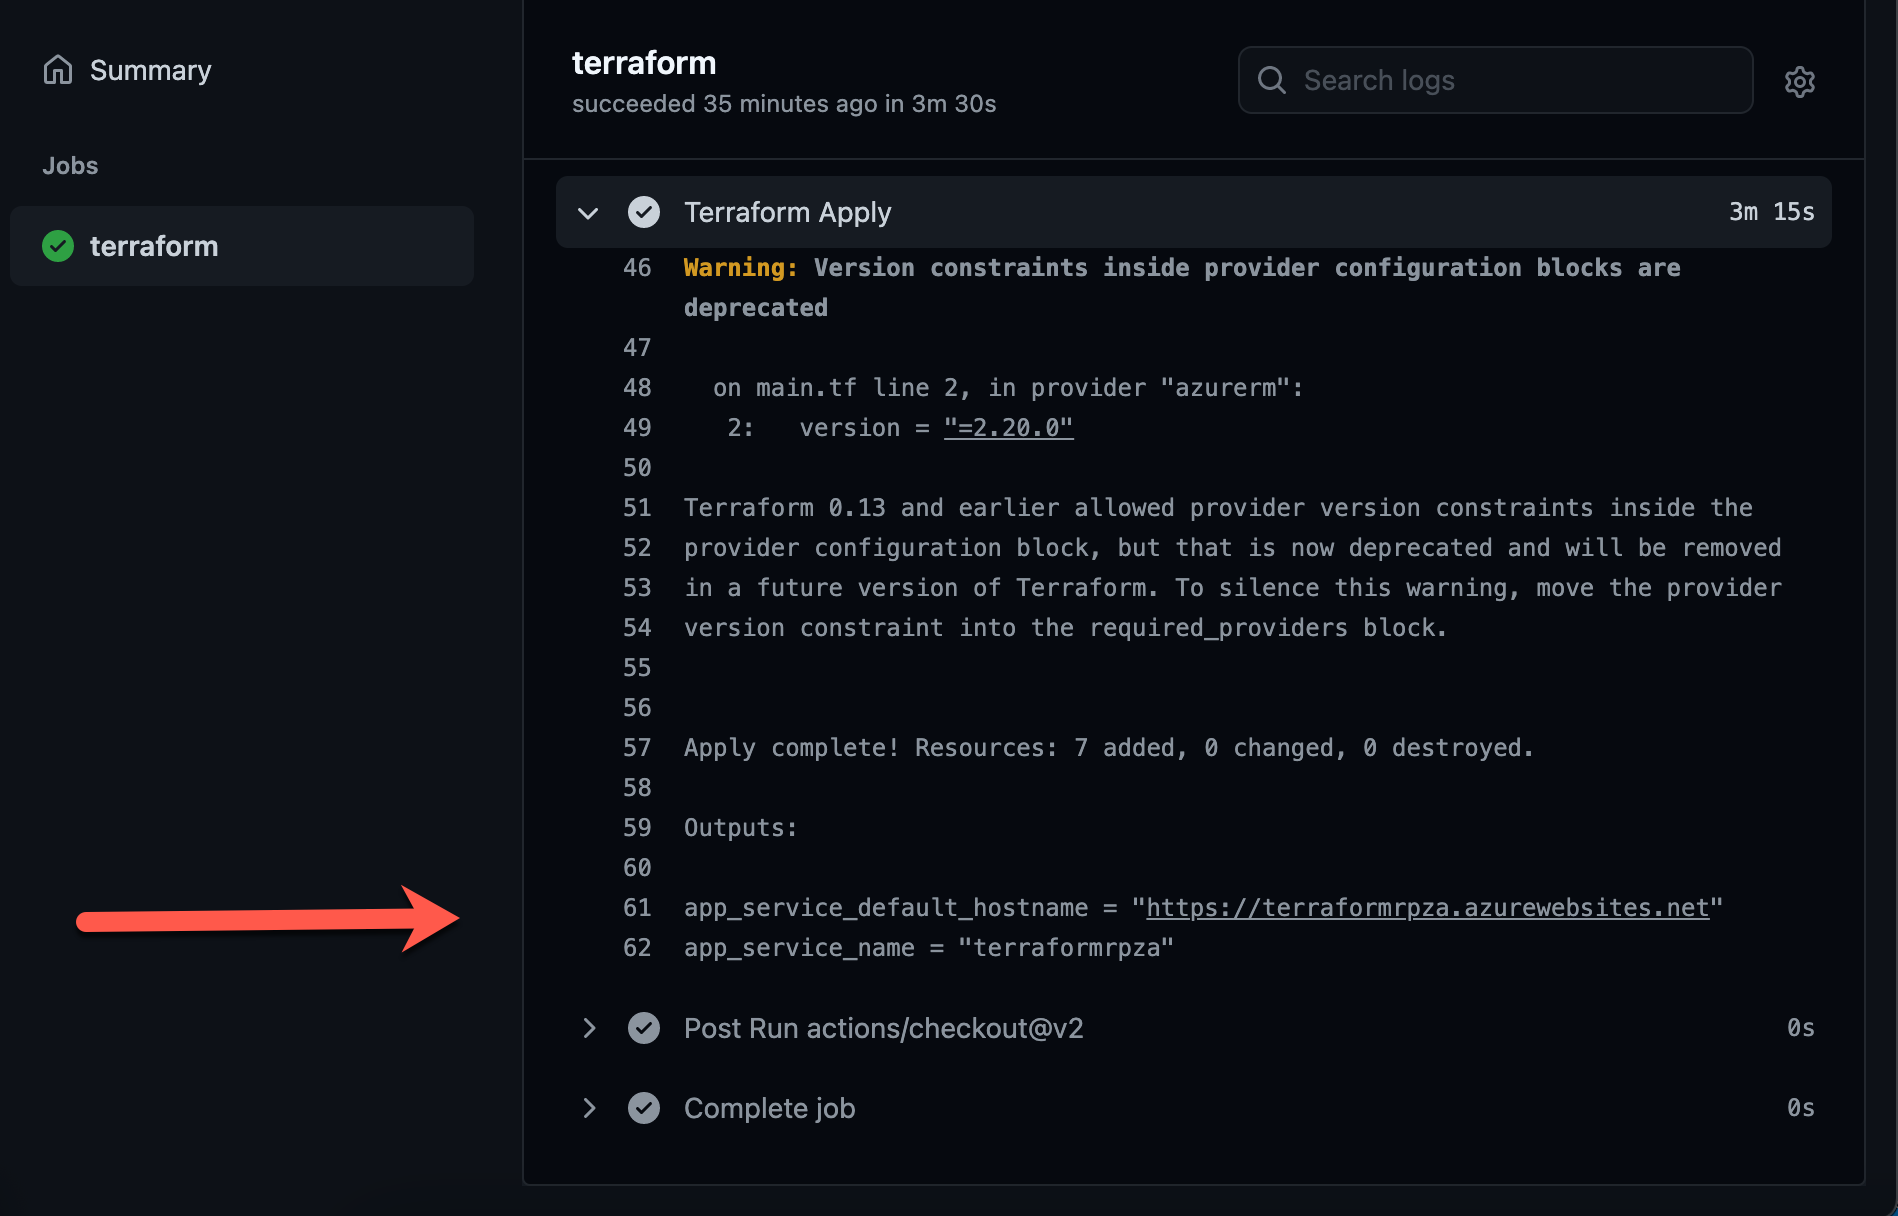 Summary
Jobs
terraform
terraform
succeeded 35 minutes ago in 3m 30s
Search logs
Terraform Apply 3m 15s
46 Warning: Version constraints inside provider configuration blocks are
deprecated
47
48   on main.tf line 2, in provider "azurerm":
49    2:   version = "=2.20.0"
50
51 Terraform 0.13 and earlier allowed provider version constraints inside the
52 provider configuration block, but that is now deprecated and will be removed
53 in a future version of Terraform. To silence this warning, move the provider
54 version constraint into the required_providers block.
55
56
57 Apply complete! Resources: 7 added, 0 changed, 0 destroyed.
58
59 Outputs:
60
61 app_service_default_hostname = "https://terraformrpza.azurewebsites.net"
62 app_service_name = "terraformrpza"
Post Run actions/checkout@v2 0s
Complete job 0s